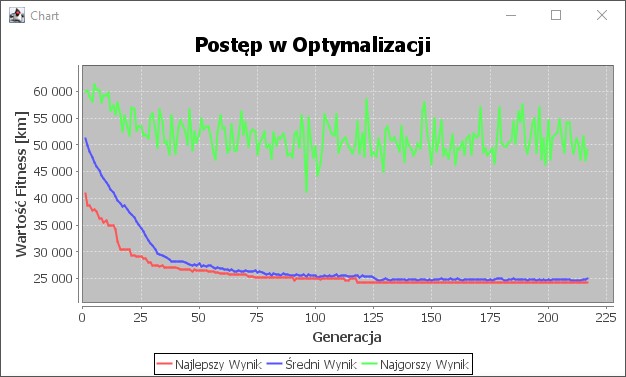 Chart
Postęp w Optymalizacji
Wartość Fitness [km]
60 000
55 000
50 000
45 000
40 000
35 000
30 000
25 000
0 25 50 75 100 125 150 175 200 225
Generacja
Najlepszy Wynik Średni Wynik Najgorszy Wynik